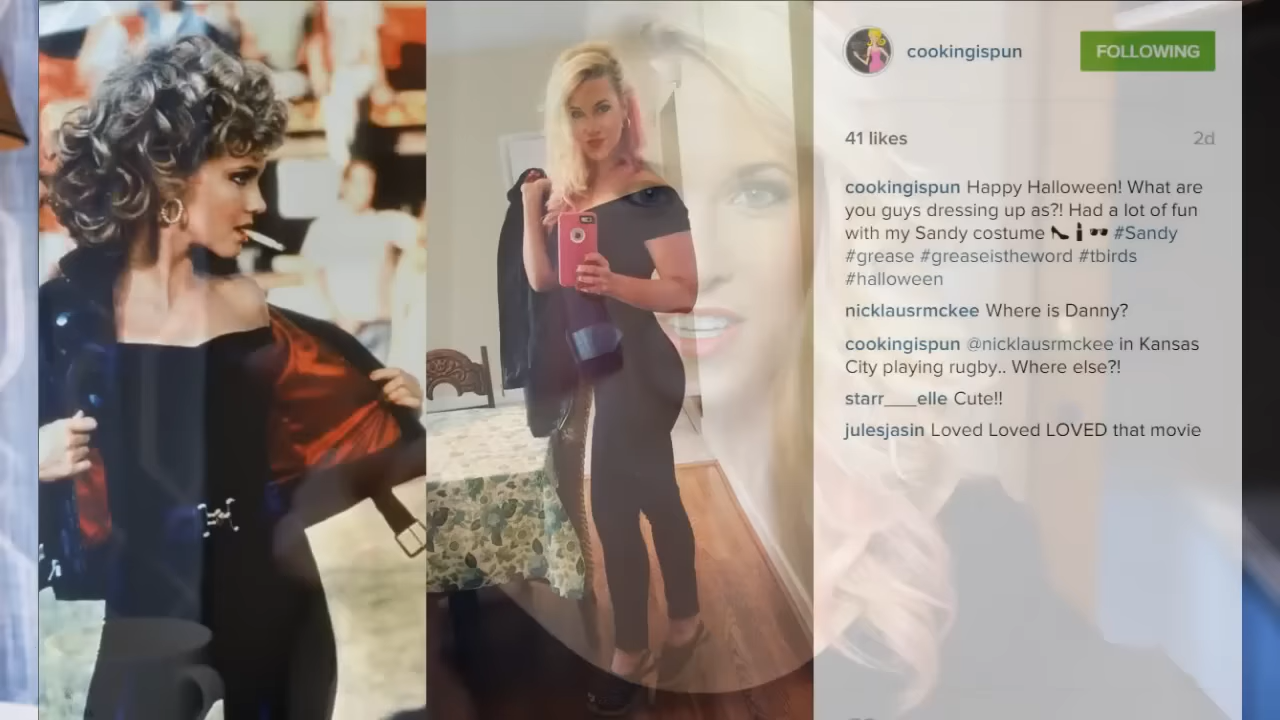 cookingispun
FOLLOWING
41 likes
2d
cookingispun Happy Halloween! What are
you guys dressing up as?! Had a lot of fun
with my Sandy costume 👠💄🕶 #Sandy
#grease #greaseistheword #tbirds
#halloween
nicklausrmckee Where is Danny?
cookingispun @nicklausrmckee in Kansas
City playing rugby.. Where else?!
starr___elle Cute!!
julesjasin Loved Loved LOVED that movie